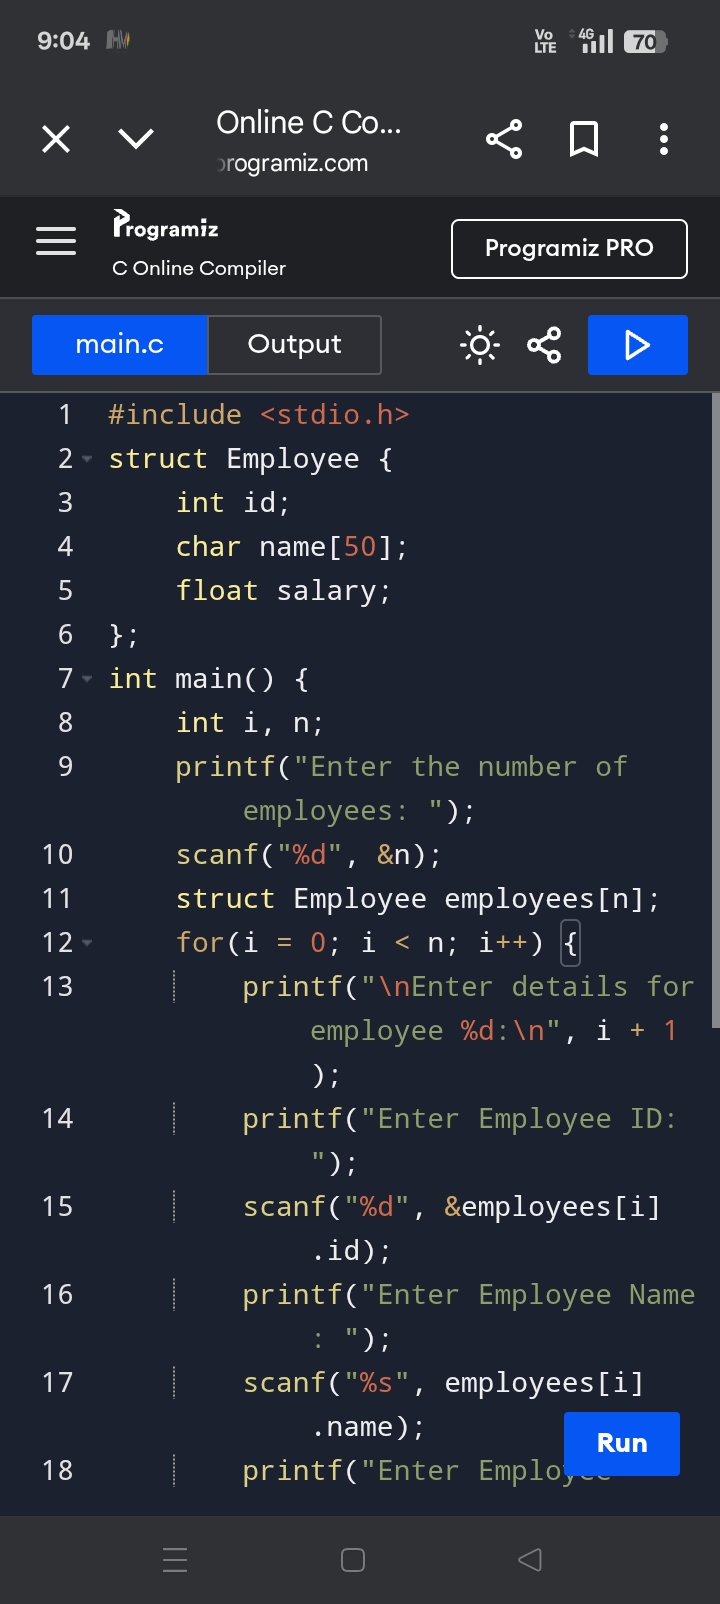 9:04
Vo LTE 4G 70
Online C Co...
programiz.com
Programiz
C Online Compiler
Programiz PRO
main.c
Output
1 #include <stdio.h>
2 struct Employee {
3 int id;
4 char name[50];
5 float salary;
6 };
7 int main() {
8 int i, n;
9 printf("Enter the number of
employees: ");
10 scanf("%d", &n);
11 struct Employee employees[n];
12 for(i = 0; i < n; i++) {
13 printf("\nEnter details for
employee %d:\n", i + 1
);
14 printf("Enter Employee ID:
");
15 scanf("%d", &employees[i]
.id);
16 printf("Enter Employee Name
: ");
17 scanf("%s", employees[i]
.name);
Run
18 printf("Enter Employee